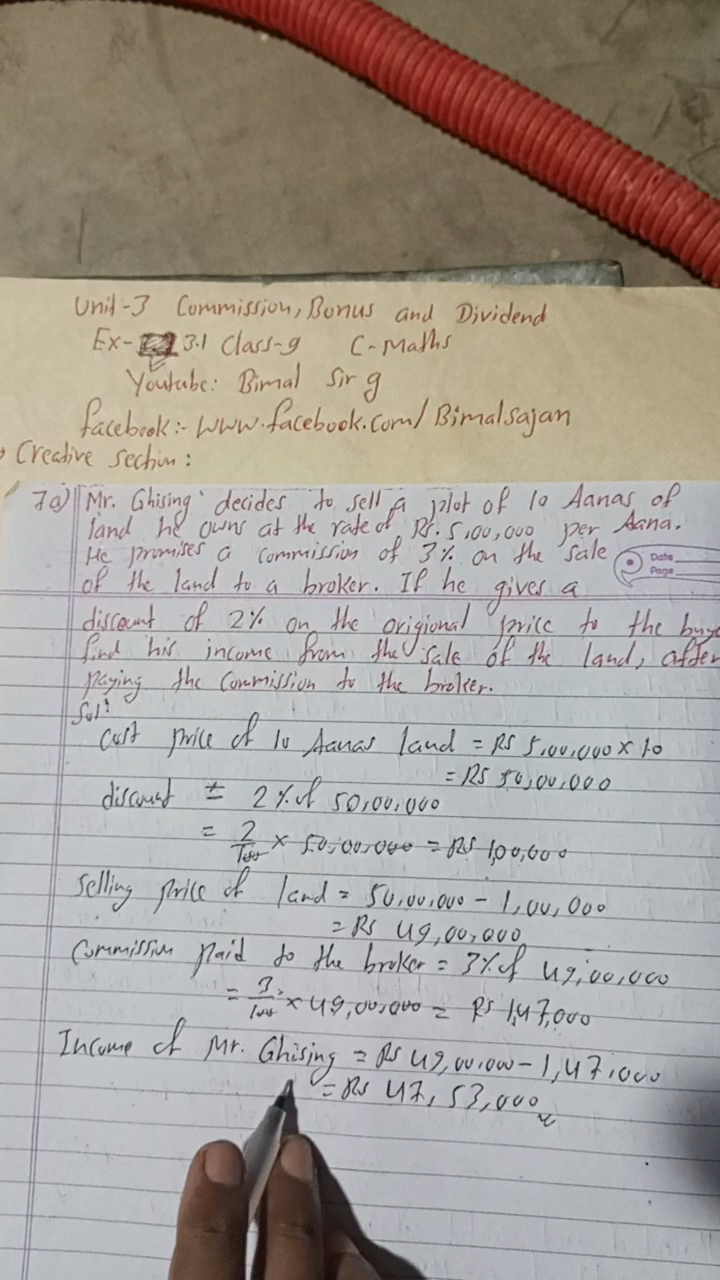 Unit-3 Commission, Bonus and Dividend
Ex- 3.1 Class-9 C-Maths
Youtube: Bimal Sir g
facebook:- www.facebook.com/Bimalsajan
Creative section:
7a) Mr. Ghising decides to sell a plot of 10 Aanas of
land he owns at the rate of Rs. 5,00,000 per Aana.
He promises a commission of 3% on the sale
Date
Page
of the land to a broker. If he gives a
discount of 2% on the origional price to the buye
find his income from the sale of the land, after
paying the commission to the broker.
Solⁿ
Cost price of 10 Aanas land = Rs 5,00,000 × 10
= Rs 50,00,000
discount = 2% of 50,00,000
= 2/100 × 50,00,000 = Rs 1,00,000
Selling price of land = 50,00,000 - 1,00,000
= Rs 49,00,000
Commission paid to the broker = 3% of 49,00,000
= 3/100 × 49,00,000 = Rs 1,47,000
Income of Mr. Ghising = Rs 49,00,000 - 1,47,000
= Rs 47,53,000